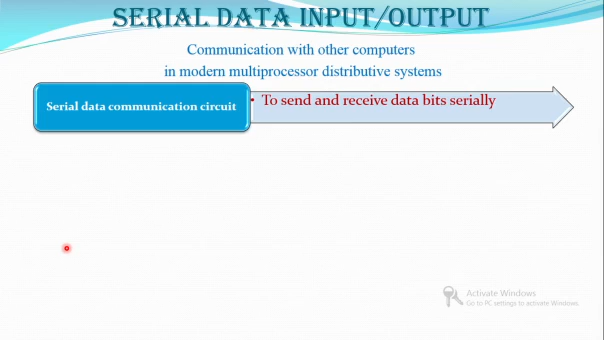 SERIAL DATA INPUT/OUTPUT
Communication with other computers
in modern multiprocessor distributive systems
Serial data communication circuit
• To send and receive data bits serially
Activate Windows
Go to PC settings to activate Windows.